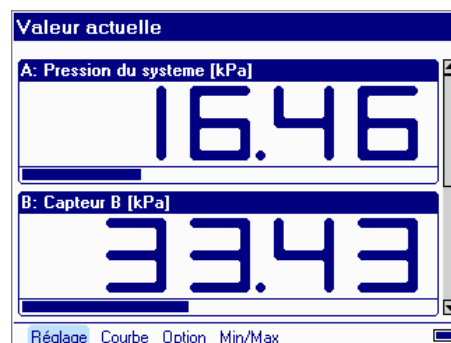 Valeur actuelle
A: Pression du systeme [kPa]
16.46
B: Capteur B [kPa]
33.43
Réglage Courbe Option Min/Max